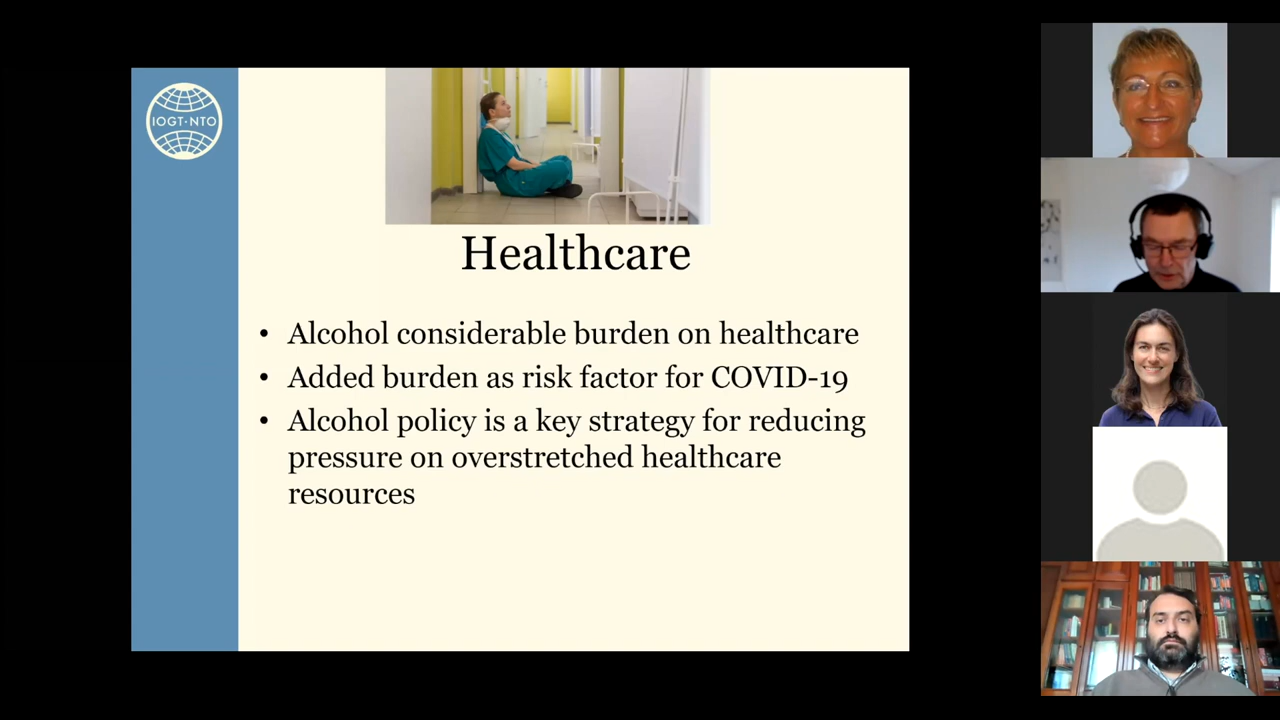 IOGT-NTO
Healthcare
• Alcohol considerable burden on healthcare
• Added burden as risk factor for COVID-19
• Alcohol policy is a key strategy for reducing
pressure on overstretched healthcare
resources